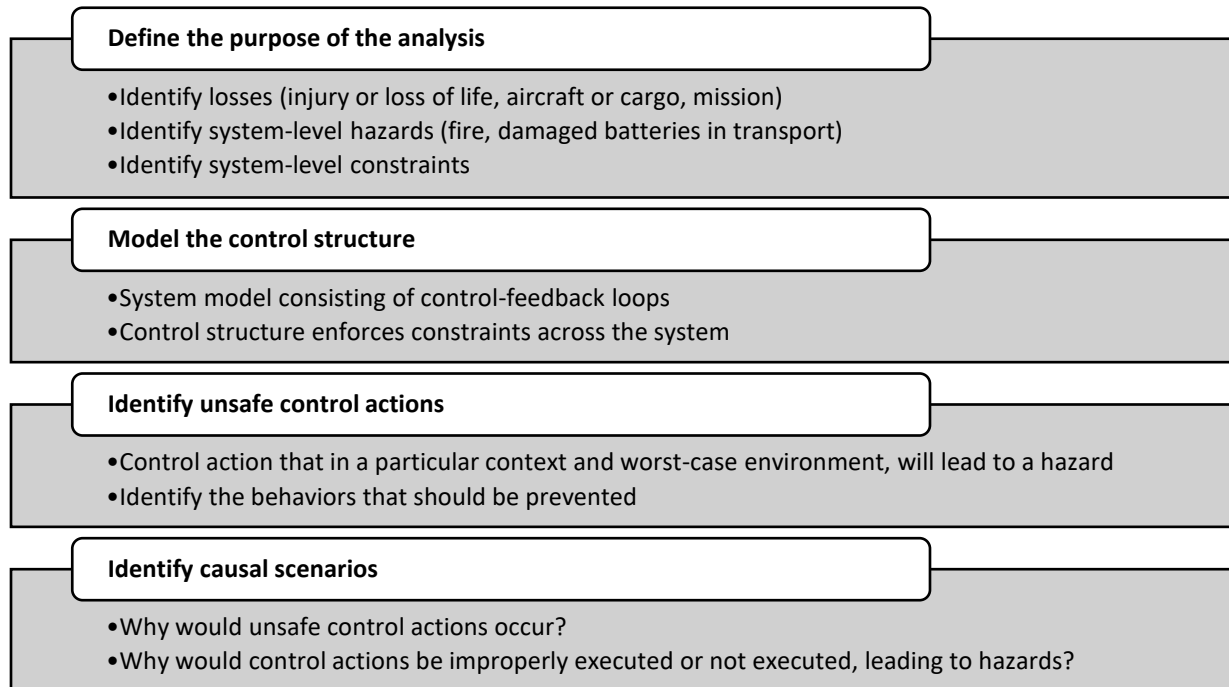 Define the purpose of the analysis
•Identify losses (injury or loss of life, aircraft or cargo, mission)
•Identify system-level hazards (fire, damaged batteries in transport)
•Identify system-level constraints
Model the control structure
•System model consisting of control-feedback loops
•Control structure enforces constraints across the system
Identify unsafe control actions
•Control action that in a particular context and worst-case environment, will lead to a hazard
•Identify the behaviors that should be prevented
Identify causal scenarios
•Why would unsafe control actions occur?
•Why would control actions be improperly executed or not executed, leading to hazards?